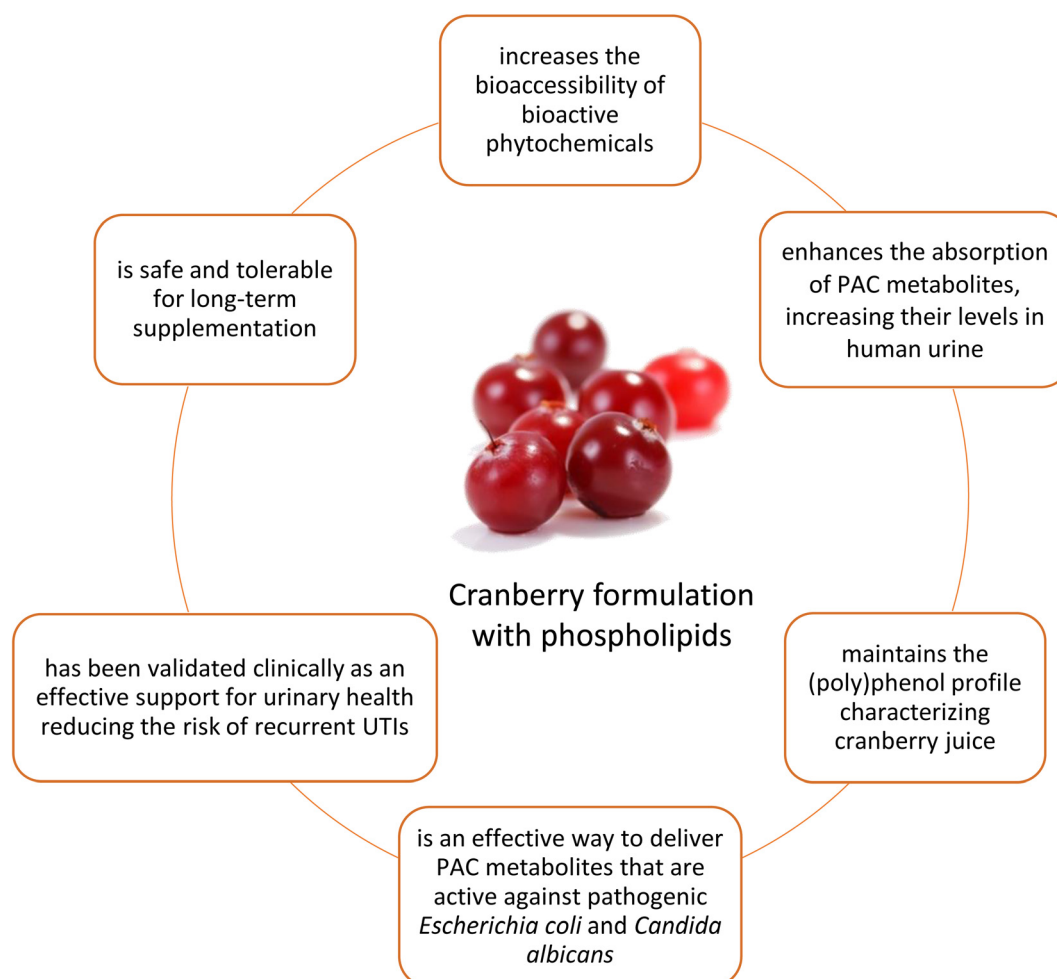 increases the
bioaccessibility of
bioactive
phytochemicals
enhances the absorption
of PAC metabolites,
increasing their levels in
human urine
maintains the
(poly)phenol profile
characterizing
cranberry juice
is an effective way to deliver
PAC metabolites that are
active against pathogenic
Escherichia coli and Candida
albicans
has been validated clinically as an
effective support for urinary health
reducing the risk of recurrent UTIs
is safe and tolerable
for long-term
supplementation
Cranberry formulation
with phospholipids